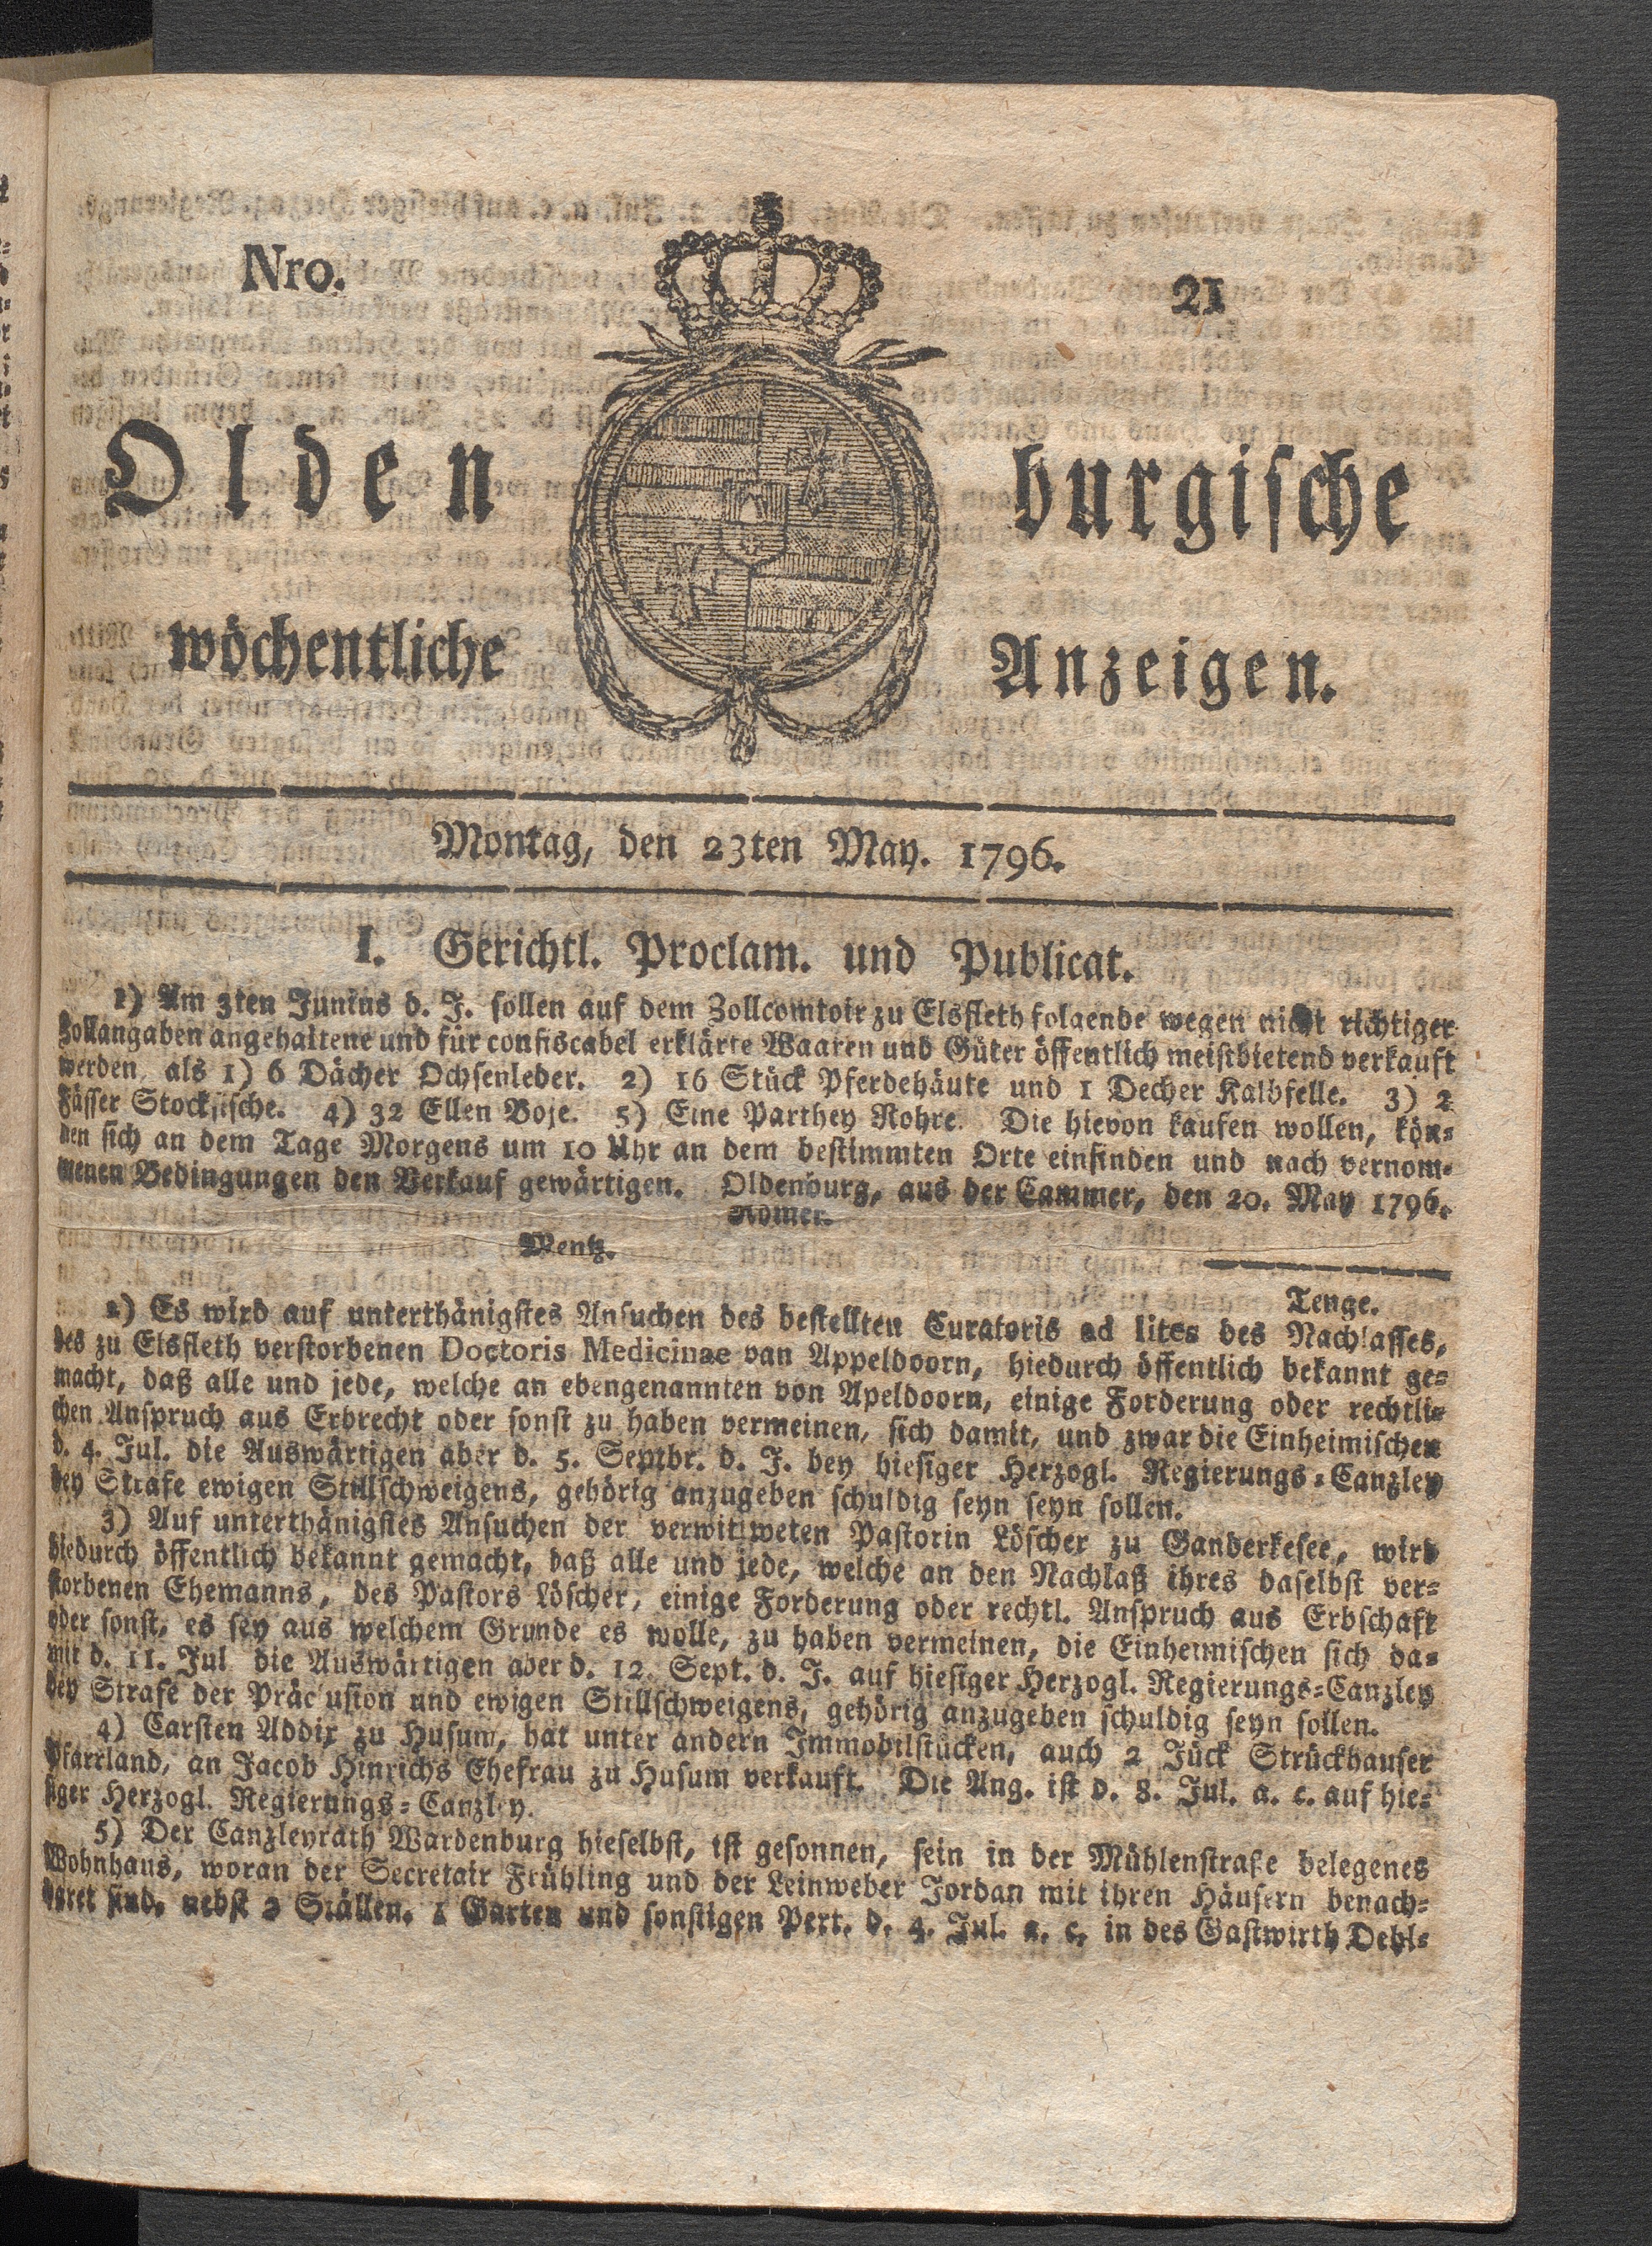 Nro. 21
Oldenburgische
wöchentliche Anzeigen.
Montag, den 23ten May. 1796.
I. Gerichtl. Proclam. und Publicat.
1) Am 3ten Junius d. J. sollen auf dem Zollcomtoir zu Elsfleth folgende wegen nicht richtiger
Zollangaben angehaltene und für confiscabel erklärte Waaren und Güter öffentlich meistbietend verkauft
werden, als 1) 6 Dächer Ochsenleder. 2) 16 Stück Pferdehäute und 1 Decher Kalbfelle. 3) 2
Fässer Stockfische. 4) 32 Ellen Boje. 5) Eine Parthey Rohre. Die hievon kaufen wollen, kön-
nen sich an dem Tage Morgens um 10 Uhr an dem bestimmten Orte einfinden und nach vernom-
menen Bedingungen den Verkauf gewärtigen. Oldenburg, aus der Cammer, den 20. May 1796.
Römer.
Mentz.
Tenge.
2) Es wird auf unterthänigstes Ansuchen des bestellten Curatoris ad lites des Nachlasses,
des zu Elsfleth verstorbenen Doctoris Medicinae van Appeldoorn, hiedurch öffentlich bekannt ge-
macht, daß alle und jede, welche an ebengenannten von Apeldoorn, einige Forderung oder rechtli-
chen Anspruch aus Erbrecht oder sonst zu haben vermeinen, sich damit, und zwar die Einheimischen
d. 4. Jul. die Auswärtigen aber d. 5. Septbr. d. J. bey hiesiger Herzogl. Regierungs-Canzley
bey Strafe ewigen Stillschweigens, gehörig anzugeben schuldig seyn seyn sollen.
3) Auf unterthänigstes Ansuchen der verwittweten Pastorin Löscher zu Ganderkesee, wird
hiedurch öffentlich bekannt gemacht, daß alle und jede, welche an den Nachlaß ihres daselbst ver-
storbenen Ehemanns, des Pastors Löscher, einige Forderung oder rechtl. Anspruch aus Erbschaft
oder sonst, es sey aus welchem Grunde es wolle, zu haben vermeinen, die Einheimischen sich da-
mit d. 11. Jul die Auswärtigen aber d. 12. Sept. d. J. auf hiesiger Herzogl. Regierungs-Canzley
bey Strafe der Präclusion und ewigen Stillschweigens, gehörig anzugeben schuldig seyn sollen.
4) Carsten Addix zu Husum, hat unter andern Immobilstücken, auch 2 Jück Strückhauser
Pfarrland, an Jacob Hinrichs Ehefrau zu Husum verkauft. Die Ang. ist d. 8. Jul. a. c. auf hie-
siger Herzogl. Regierungs-Canzley.
5) Der Canzleyrath Wardenburg hieselbst, ist gesonnen, sein in der Mühlenstraße belegenes
Wohnhaus, woran der Secretair Frühling und der Leinweber Jordan mit ihren Häusern benach-
baret sind, nebst 2 Ställen, 1 Garten und sonstigen Pert. d. 4. Jul. a. c. in des Gastwirth Dehl-